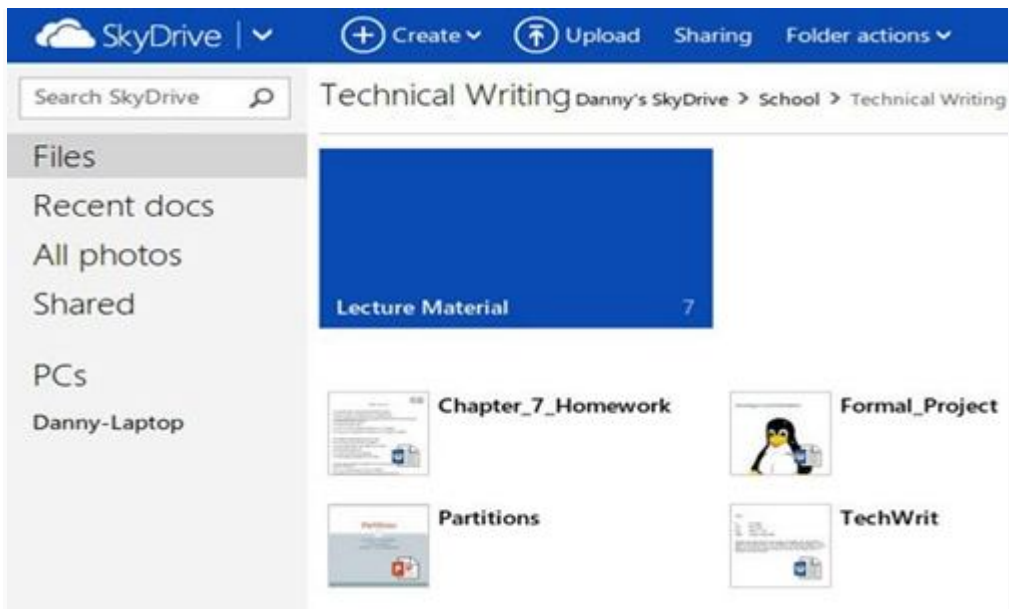 SkyDrive | Create Upload Sharing Folder actions
Search SkyDrive
Technical Writing Danny's SkyDrive > School > Technical Writing
Files
Recent docs
All photos
Shared
PCs
Danny-Laptop
Lecture Material 7
Chapter_7_Homework
Formal_Project
Partitions
TechWrit